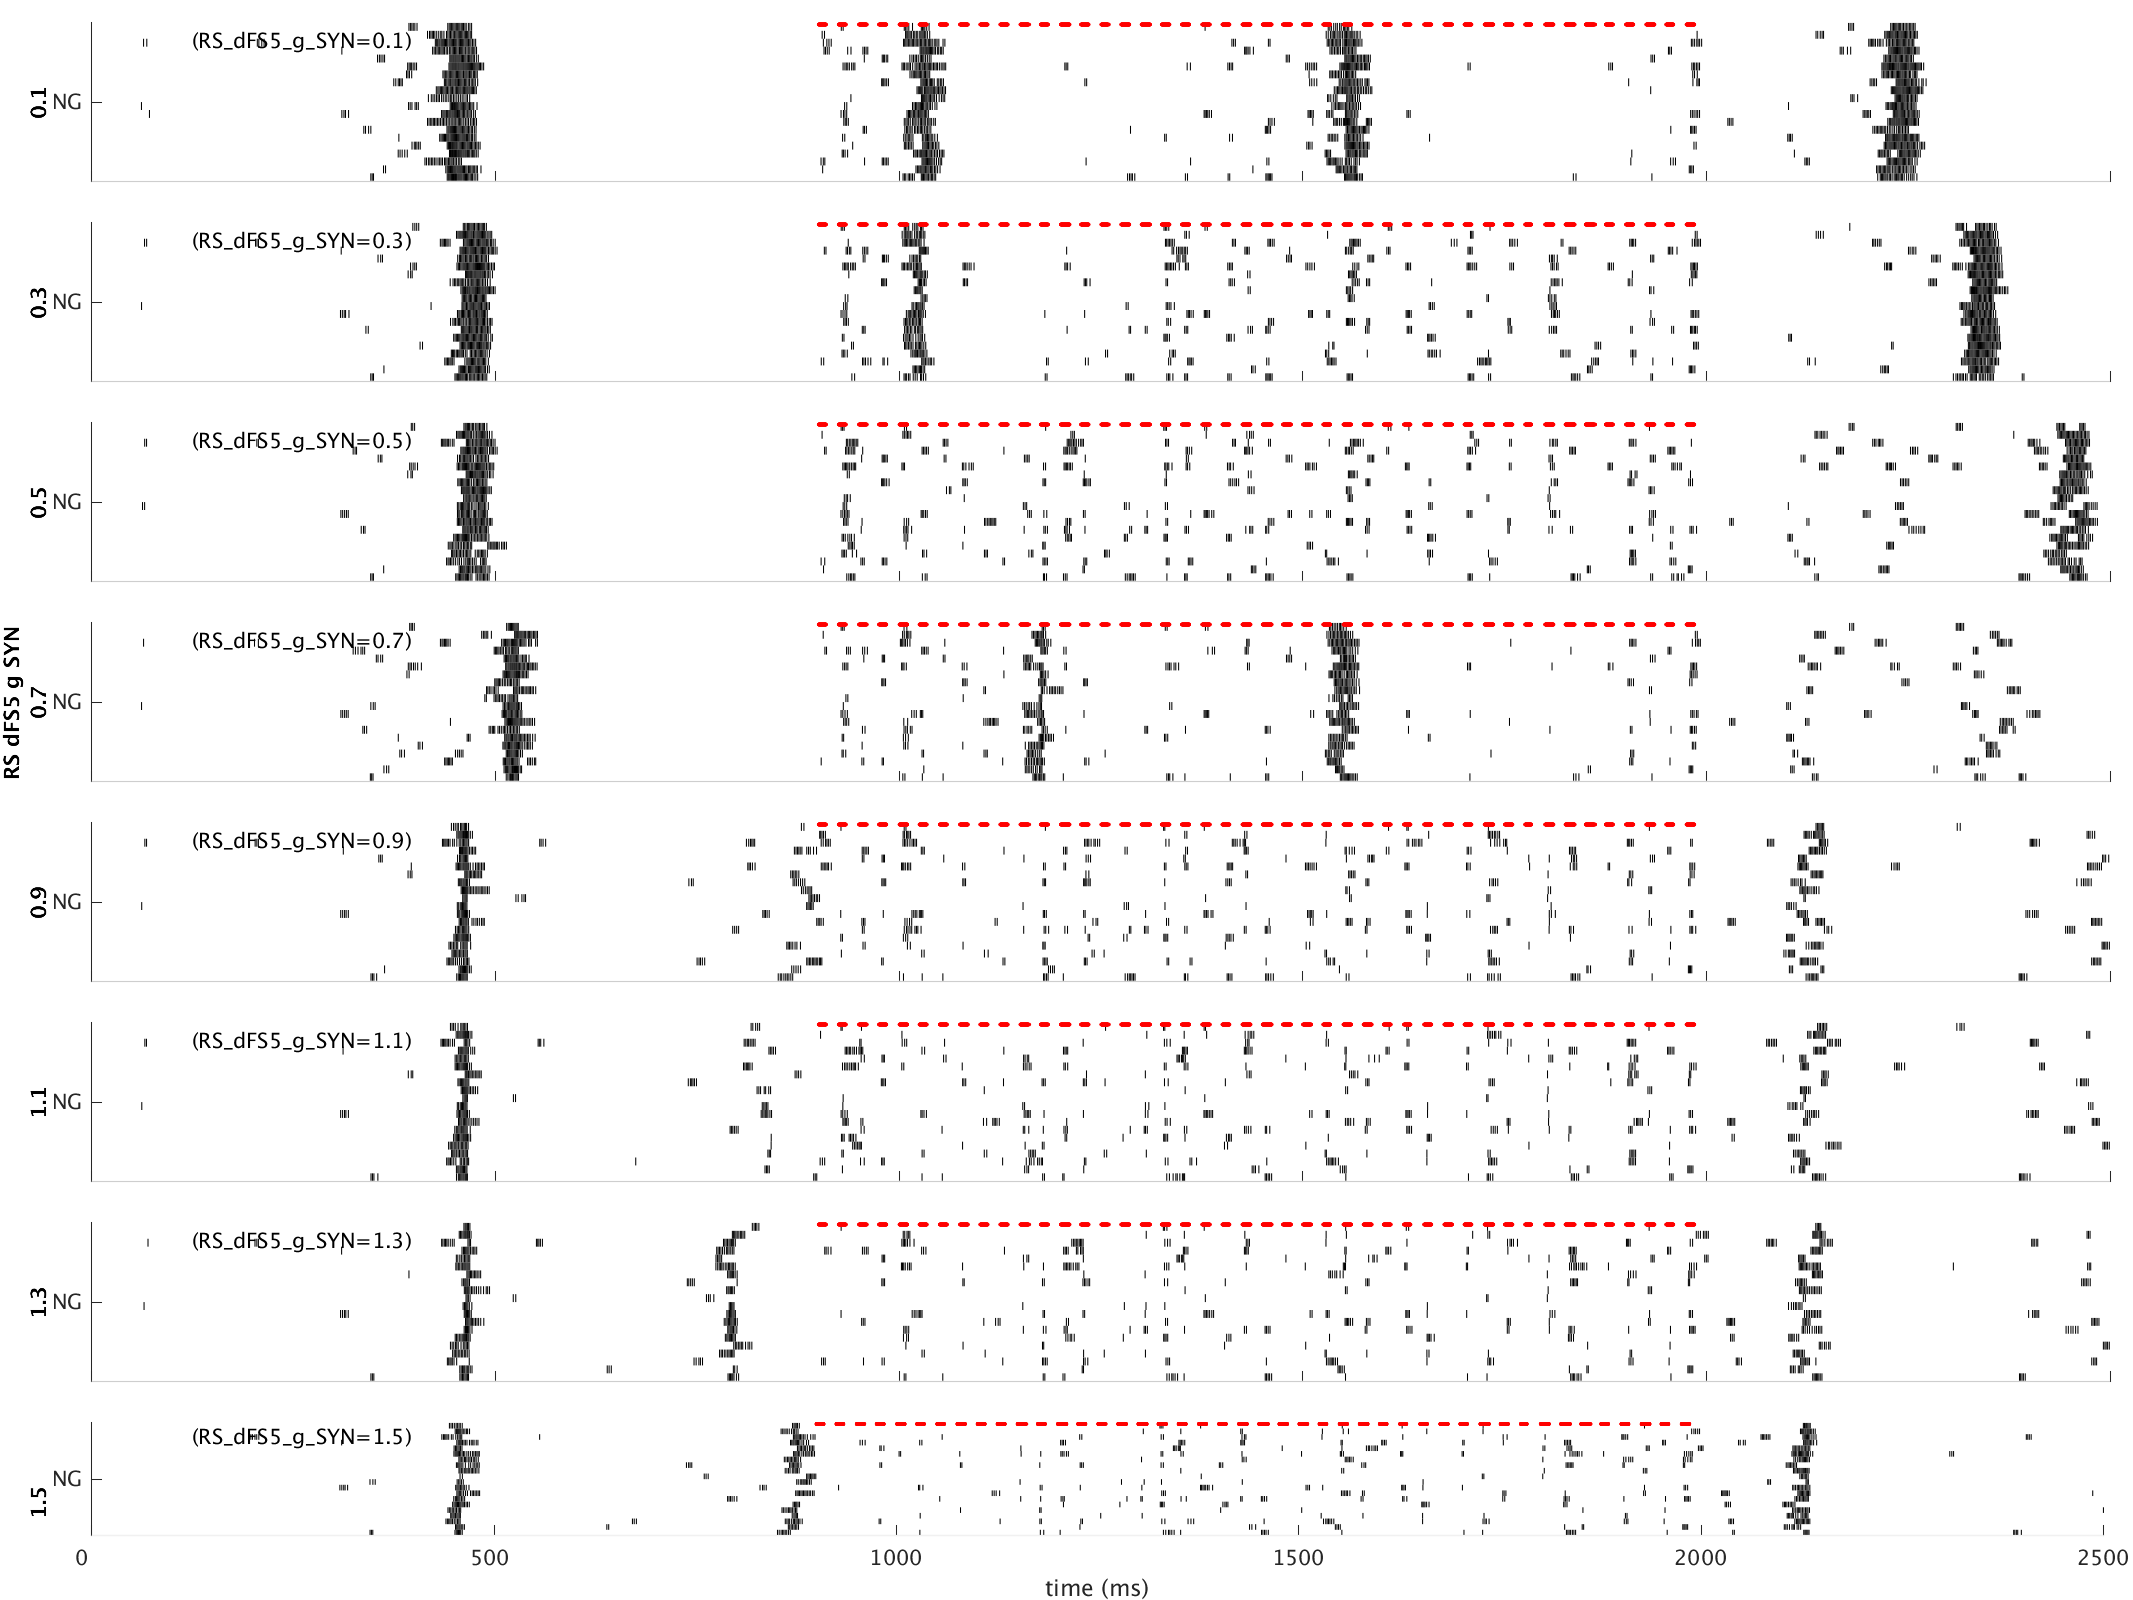 (RS_dFS5_g_SYN=0.1)
0.1 NG
(RS_dFS5_g_SYN=0.3)
0.3 NG
(RS_dFS5_g_SYN=0.5)
0.5 NG
(RS_dFS5_g_SYN=0.7)
0.7 NG
RS dFS5 g SYN
(RS_dFS5_g_SYN=0.9)
0.9 NG
(RS_dFS5_g_SYN=1.1)
1.1 NG
(RS_dFS5_g_SYN=1.3)
1.3 NG
(RS_dFS5_g_SYN=1.5)
1.5 NG
0 500 1000 1500 2000 2500
time (ms)